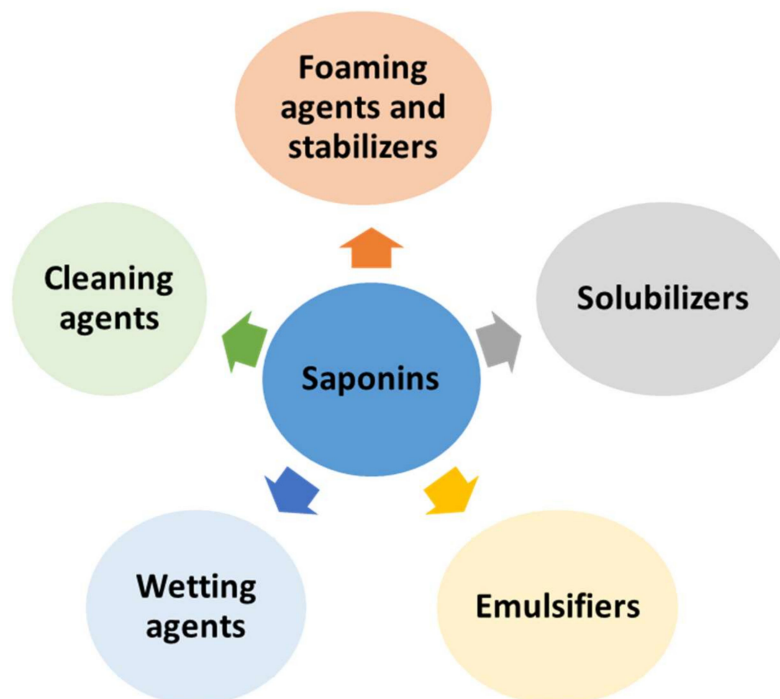 Foaming
agents and
stabilizers
Cleaning
agents
Solubilizers
Saponins
Wetting
agents
Emulsifiers